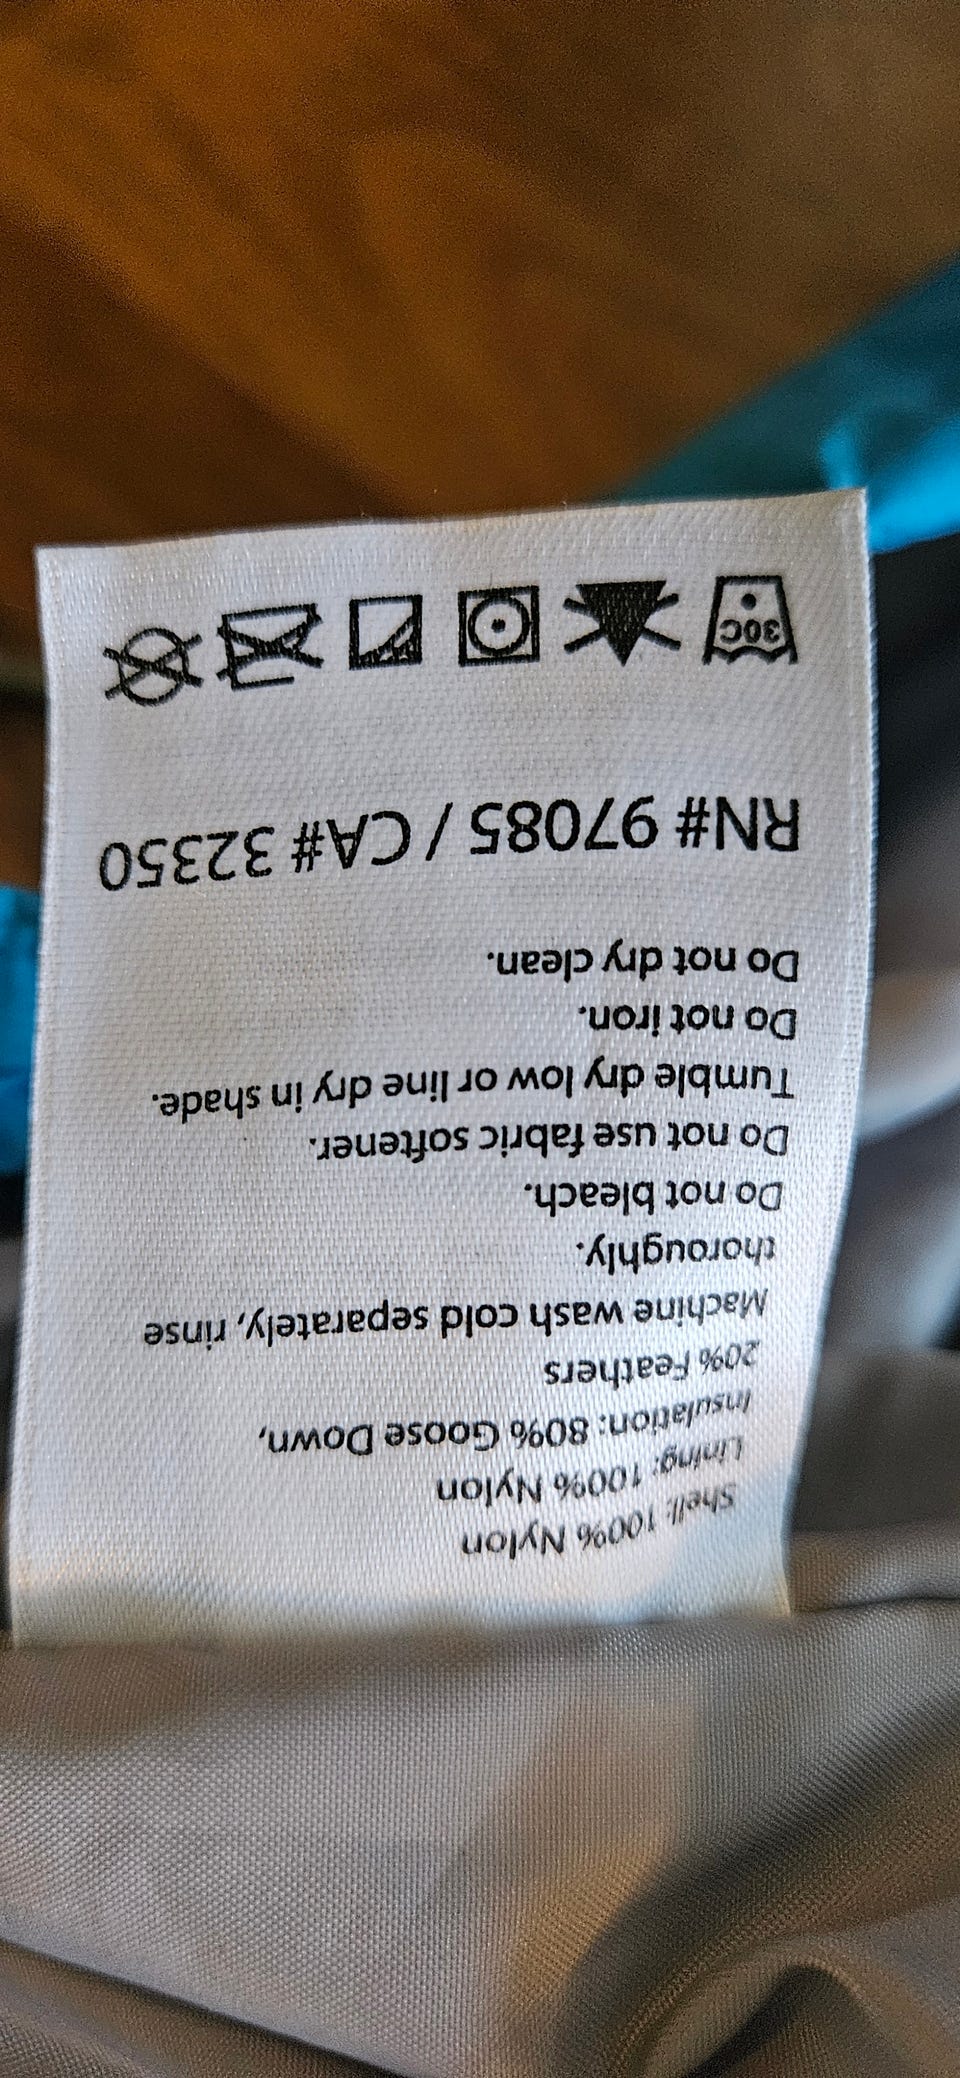 Shell: 100% Nylon
Lining: 100% Nylon
Insulation: 80% Goose Down,
20% Feathers
Machine wash cold separately, rinse
thoroughly.
Do not bleach.
Do not use fabric softener.
Tumble dry low or line dry in shade.
Do not iron.
Do not dry clean.
RN# 97085 / CA# 32350
30C